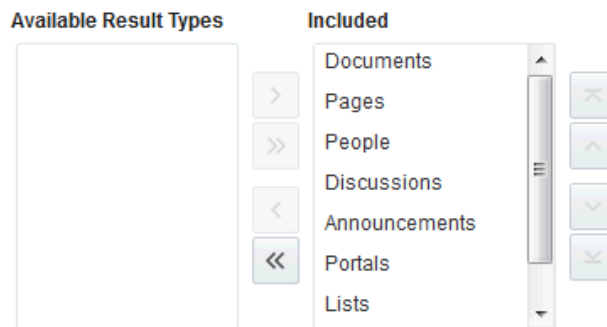 Available Result Types
Included
Documents
Pages
People
Discussions
Announcements
Portals
Lists